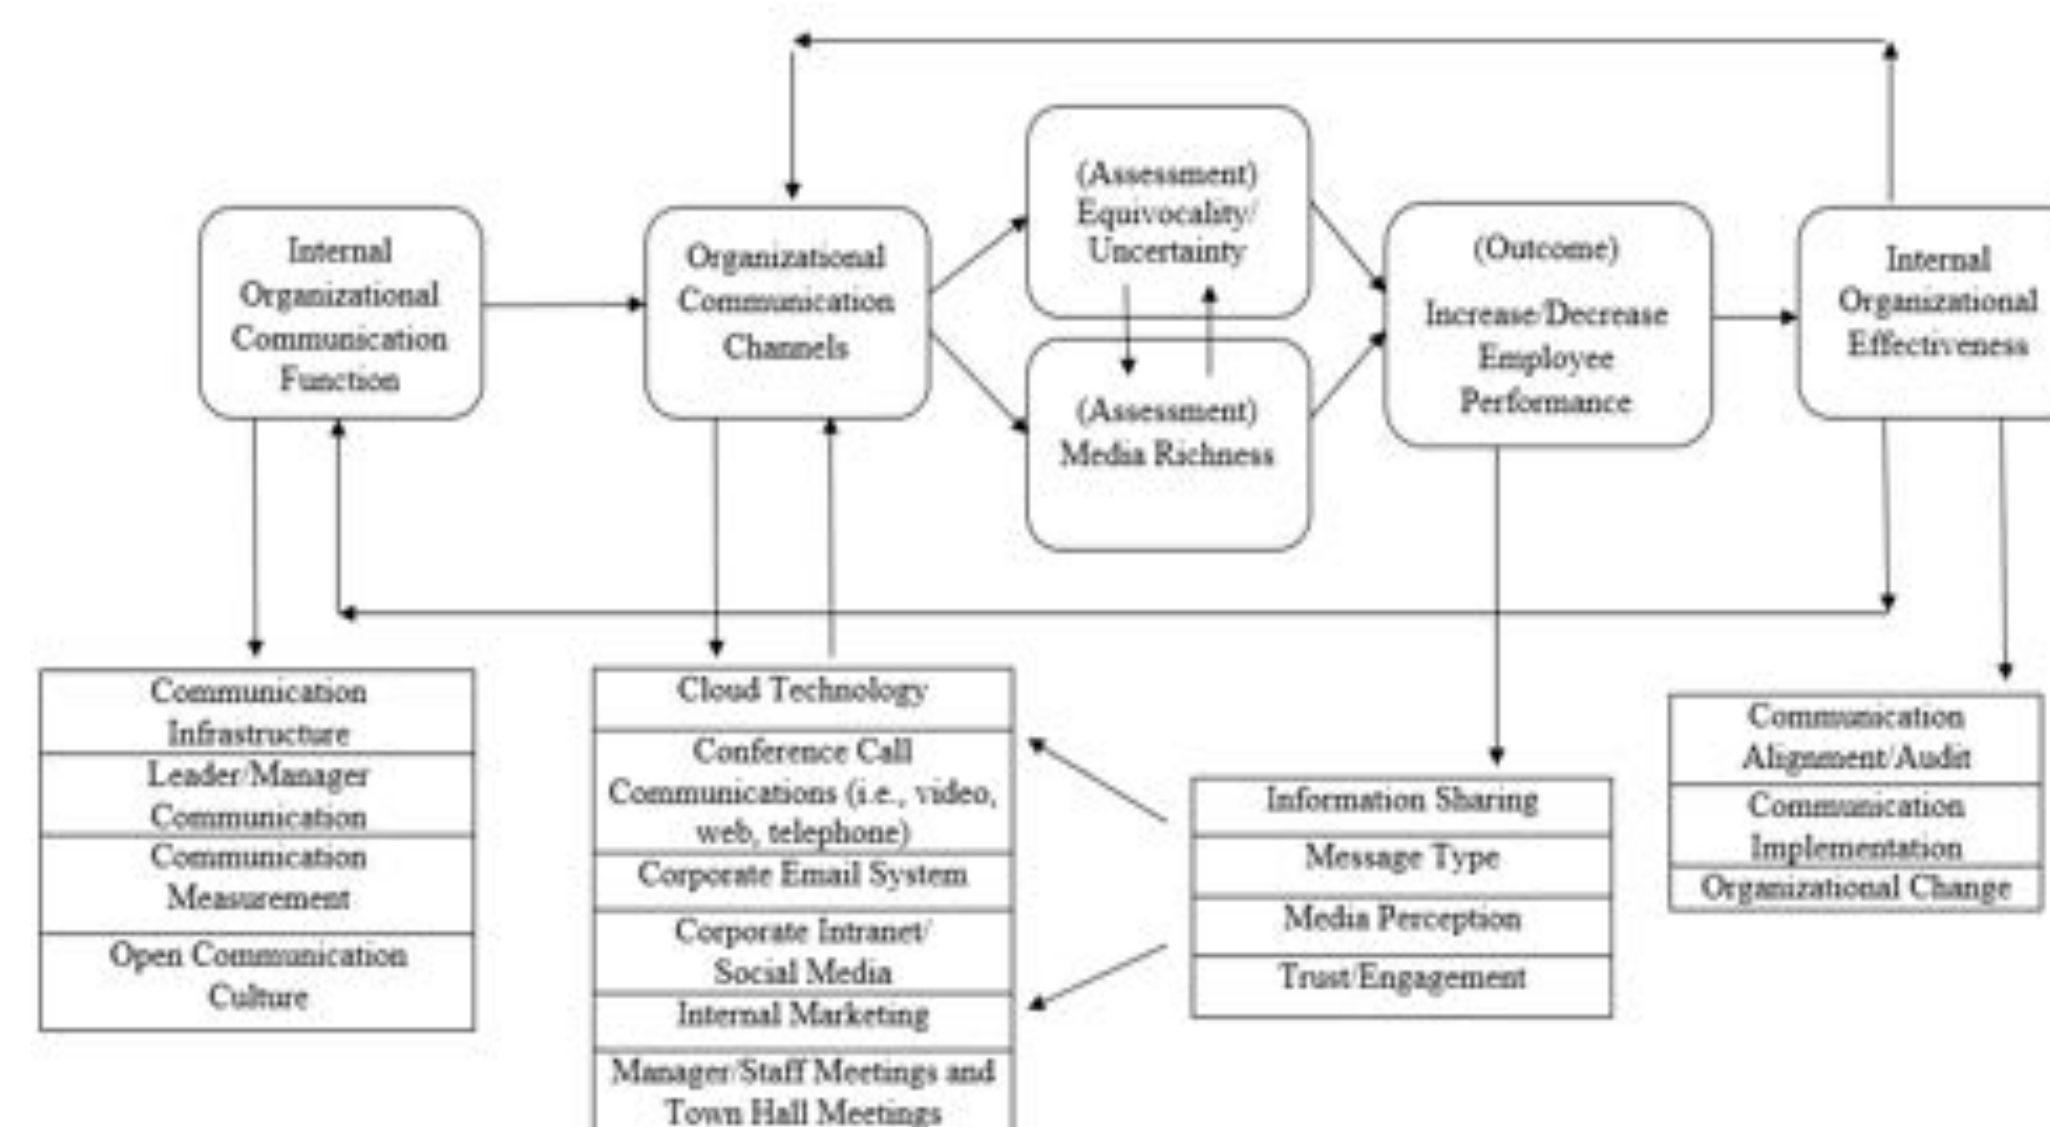 (Assessment)
Equivocality/
Uncertainty
Internal
Organizational
Communication
Function
Organizational
Communication
Channels
(Assessment)
Media Richness
(Outcome)
Increase/Decrease
Employee
Performance
Internal
Organizational
Effectiveness
Communication
Infrastructure
Leader/Manager
Communication
Communication
Measurement
Open Communication
Culture
Cloud Technology
Conference Call
Communications (i.e., video,
web, telephone)
Corporate Email System
Corporate Intranet/
Social Media
Internal Marketing
Manager/Staff Meetings and
Town Hall Meetings
Information Sharing
Message Type
Media Perception
Trust/Engagement
Communication
Alignment/Audit
Communication
Implementation
Organizational Change